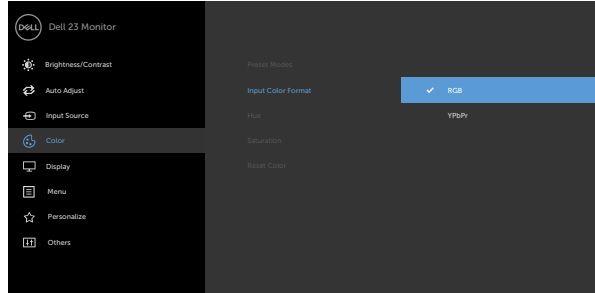 DELL
Dell 23 Monitor
Brightness/Contrast
Auto Adjust
Input Source
Color
Display
Menu
Personalize
Others
Preset Modes
Input Color Format
Hue
Saturation
Reset Color
RGB
YPbPr